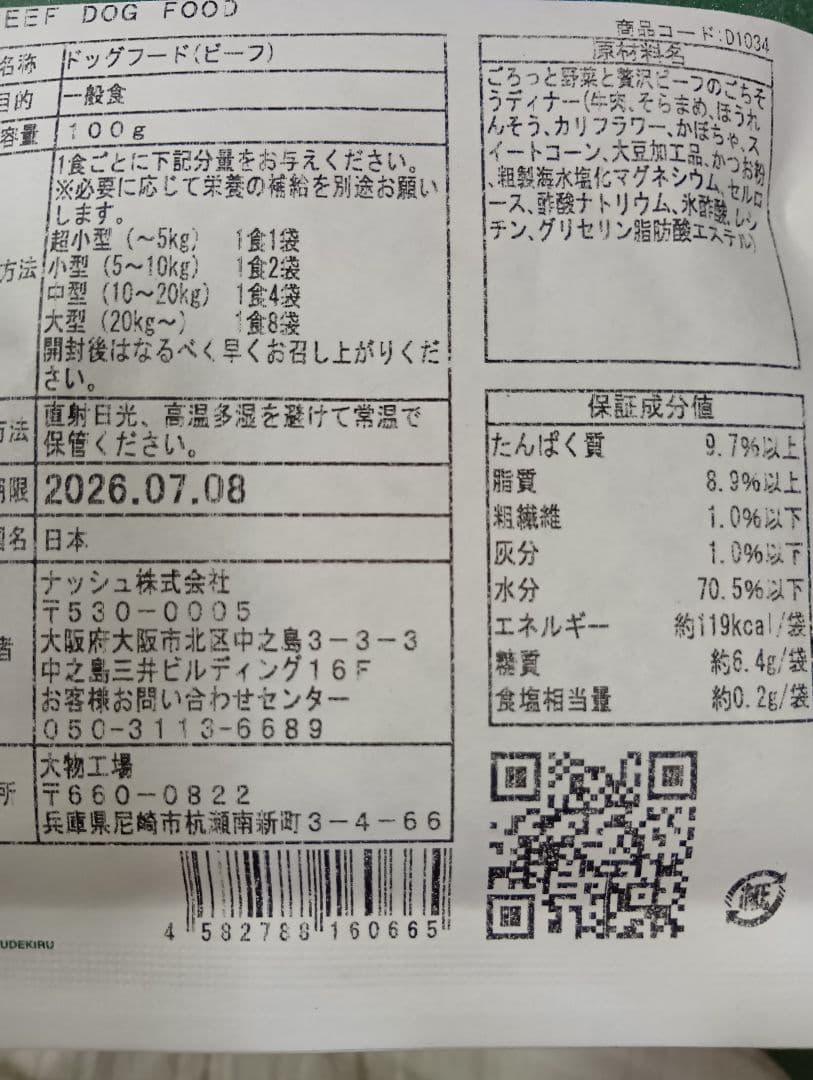 EEF DOG FOOD
名称 ドッグフード(ビーフ)
目的 一般食
容量 100g
1食ごとに下記分量をお与えください。
※必要に応じて栄養の補給を別途お願い
します。
超小型 (～5kg) 1食1袋
方法 小型 (5～10kg) 1食2袋
中型 (10～20kg) 1食4袋
大型 (20kg～) 1食8袋
開封後はなるべく早くお召し上がりくだ
さい。
方法 直射日光、高温多湿を避けて常温で
保管ください。
期限 2026.07.08
国名 日本
ナッシュ株式会社
〒530-0005
者 大阪府大阪市北区中之島3-3-3
中之島三井ビルディング16F
お客様お問い合わせセンター
050-3113-6689
大物工場
所 〒660-0822
兵庫県尼崎市杭瀬南新町3-4-66
4 582788 160665
UDEKIRU
商品コード:D1034
原材料名
ごろっと野菜と贅沢ビーフのごちそ
うディナー(牛肉、そらまめ、ほうれ
んそう、カリフラワー、かぼちゃ、ス
イートコーン、大豆加工品、かつお粉
、粗製海水塩化マグネシウム、セルロ
ース、酢酸ナトリウム、氷酢酸、レシ
チン、グリセリン脂肪酸エステル)
保証成分値
たんぱく質 9.7%以上
脂質 8.9%以上
粗繊維 1.0%以下
灰分 1.0%以下
水分 70.5%以下
エネルギー 約119kcal/袋
糖質 約6.4g/袋
食塩相当量 約0.2g/袋
紙